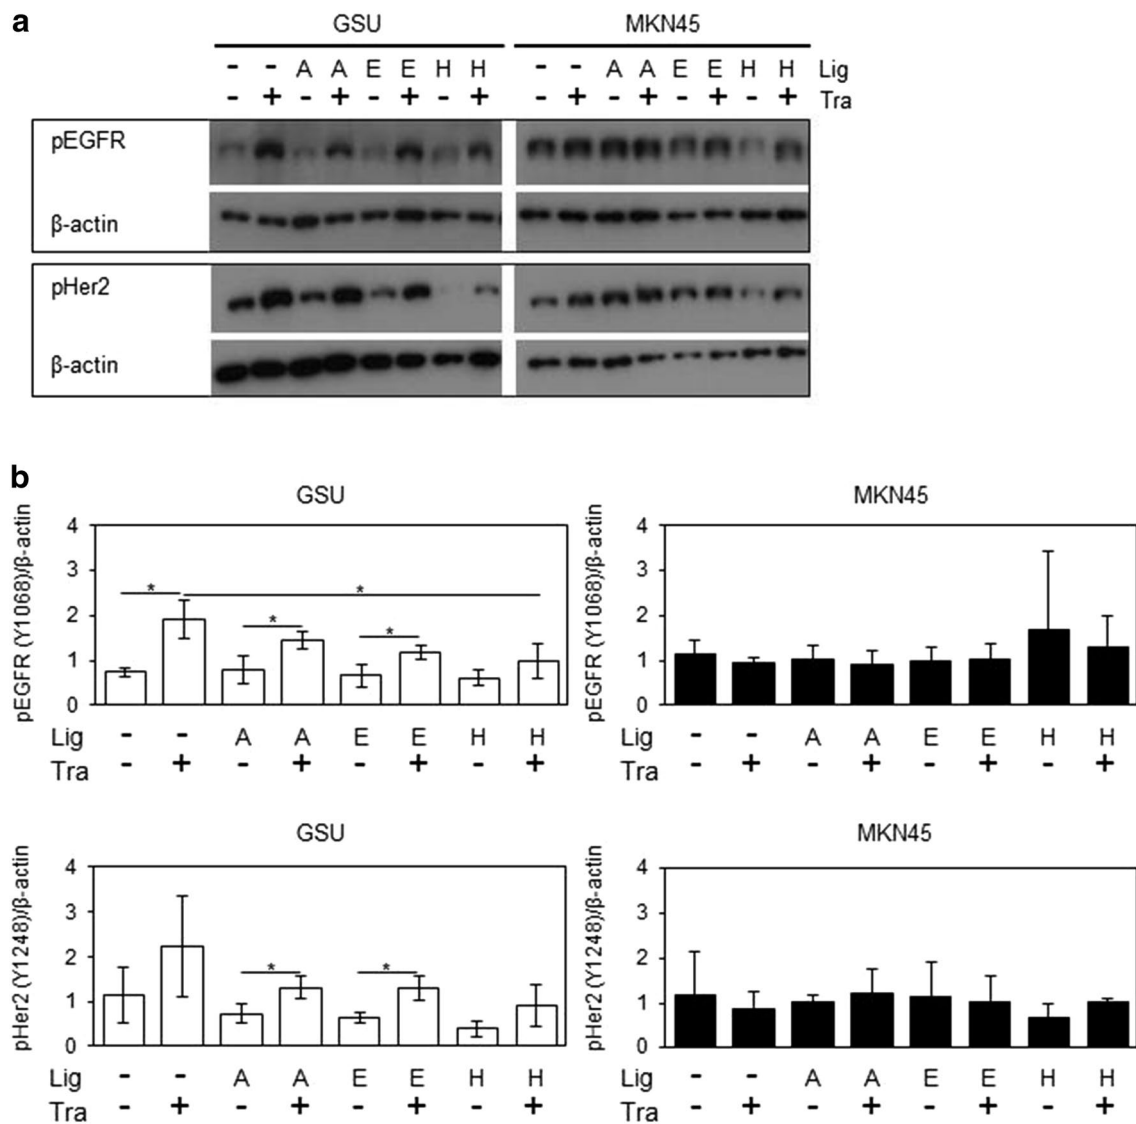 a
GSU MKN45
- - A A E E H H - - A A E E H H Lig
- + - + - + - + - + - + - + - + Tra
pEGFR
β-actin
pHer2
β-actin
b
GSU
pEGFR (Y1068)/β-actin
4
3
2
1
0
* * * *
Lig - - A A E E H H
Tra - + - + - + - +
MKN45
pEGFR (Y1068)/β-actin
4
3
2
1
0
Lig - - A A E E H H
Tra - + - + - + - +
GSU
pHer2 (Y1248)/β-actin
4
3
2
1
0
* *
Lig - - A A E E H H
Tra - + - + - + - +
MKN45
pHer2 (Y1248)/β-actin
4
3
2
1
0
Lig - - A A E E H H
Tra - + - + - + - +